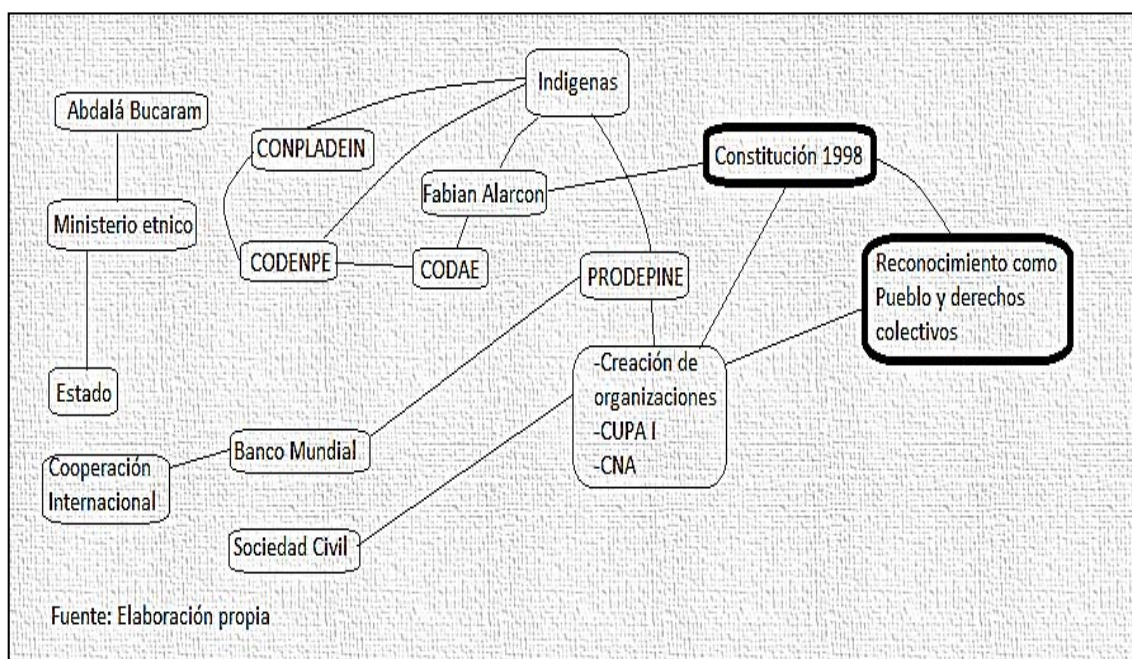 Indigenas
Abdalá Bucaram
CONPLADEIN
Constitución 1998
Fabian Alarcon
Ministerio etnico
CODENPE
CODAE
PRODEPINE
Reconocimiento como
Pueblo y derechos
colectivos
-Creación de
organizaciones
-CUPA I
-CNA
Estado
Banco Mundial
Cooperación
Internacional
Sociedad Civil
Fuente: Elaboración propia